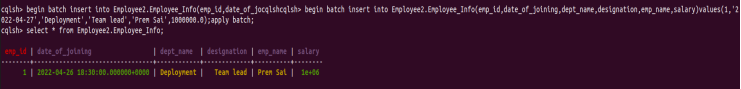 cqlsh> begin batch insert into Employee2.Employee_Info(emp_id,date_of_jocqlshcqlsh> begin batch insert into Employee2.Employee_Info(emp_id,date_of_joining,dept_name,designation,emp_name,salary)values(1,'2
022-04-27','Deployment','Team lead','Prem Sai',1000000.0);apply batch;
cqlsh> select * from Employee2.Employee_Info;
emp_id | date_of_joining | dept_name | designation | emp_name | salary
--------+---------------------------------+------------+-------------+----------+--------
1 | 2022-04-26 18:30:00.000000+0000 | Deployment | Team lead | Prem Sai | 1e+06